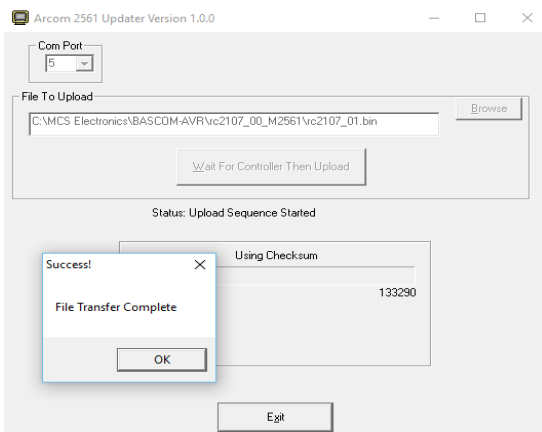 Arcom 2561 Updater Version 1.0.0
Com Port
5
File To Upload
C:\MCS Electronics\BASCOM-AVR\rc2107_00_M2561\rc2107_01.bin
Browse
Wait For Controller Then Upload
Status: Upload Sequence Started
Using Checksum
133290
Success!
File Transfer Complete
OK
Exit